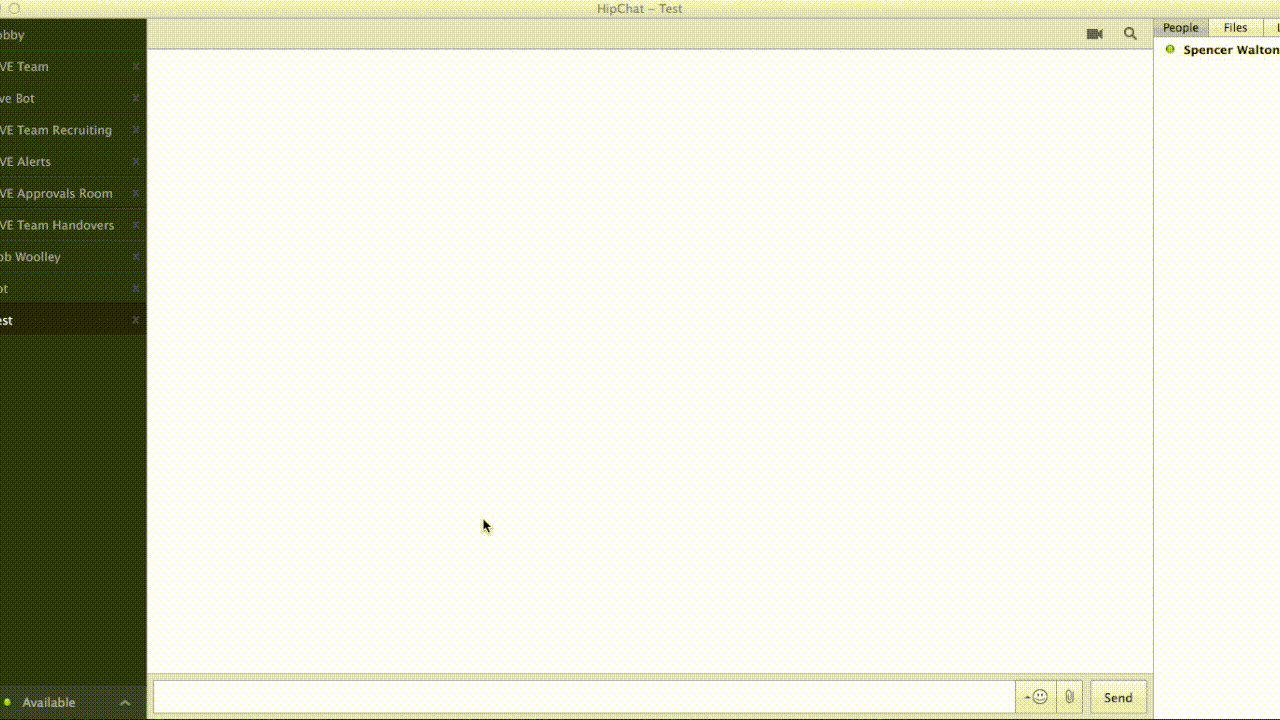 HipChat – Test
obby
VE Team x
ve Bot x
VE Team Recruiting x
VE Alerts x
VE Approvals Room x
VE Team Handovers x
ob Woolley x
ot x
est x
Available
People Files L
Spencer Walton
Send